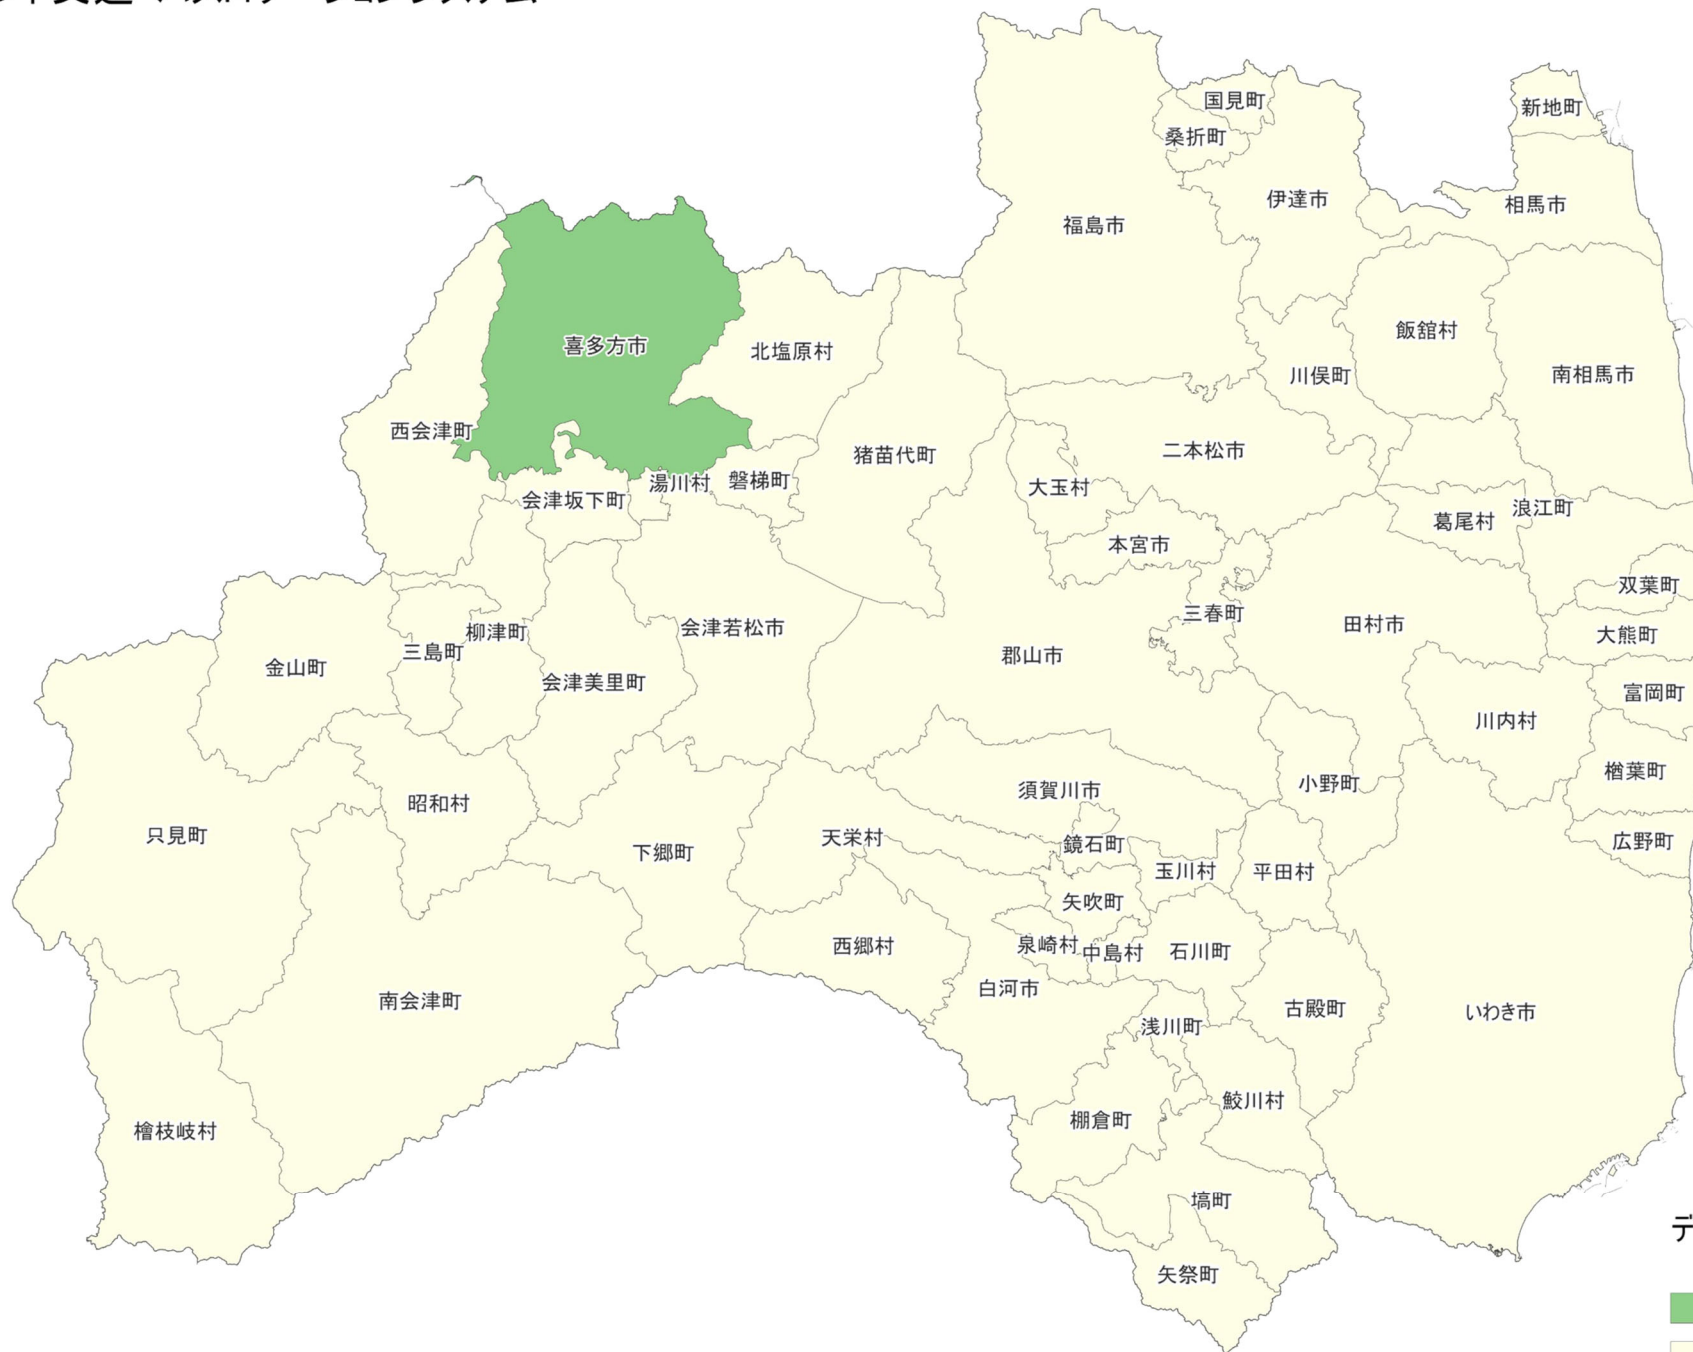 国見町
新地町
桑折町
伊達市
相馬市
福島市
飯舘村
喜多方市
北塩原村
川俣町
南相馬市
西会津町
二本松市
猪苗代町
湯川村
磐梯町
大玉村
会津坂下町
浪江町
葛尾村
本宮市
双葉町
三春町
田村市
会津若松市
柳津町
大熊町
三島町
郡山市
金山町
会津美里町
富岡町
川内村
楢葉町
小野町
須賀川市
昭和村
只見町
天栄村
広野町
鏡石町
下郷町
玉川村
平田村
矢吹町
泉崎村
西郷村
中島村
石川町
白河市
南会津町
古殿町
いわき市
浅川町
鮫川村
棚倉町
檜枝岐村
塙町
デ
矢祭町